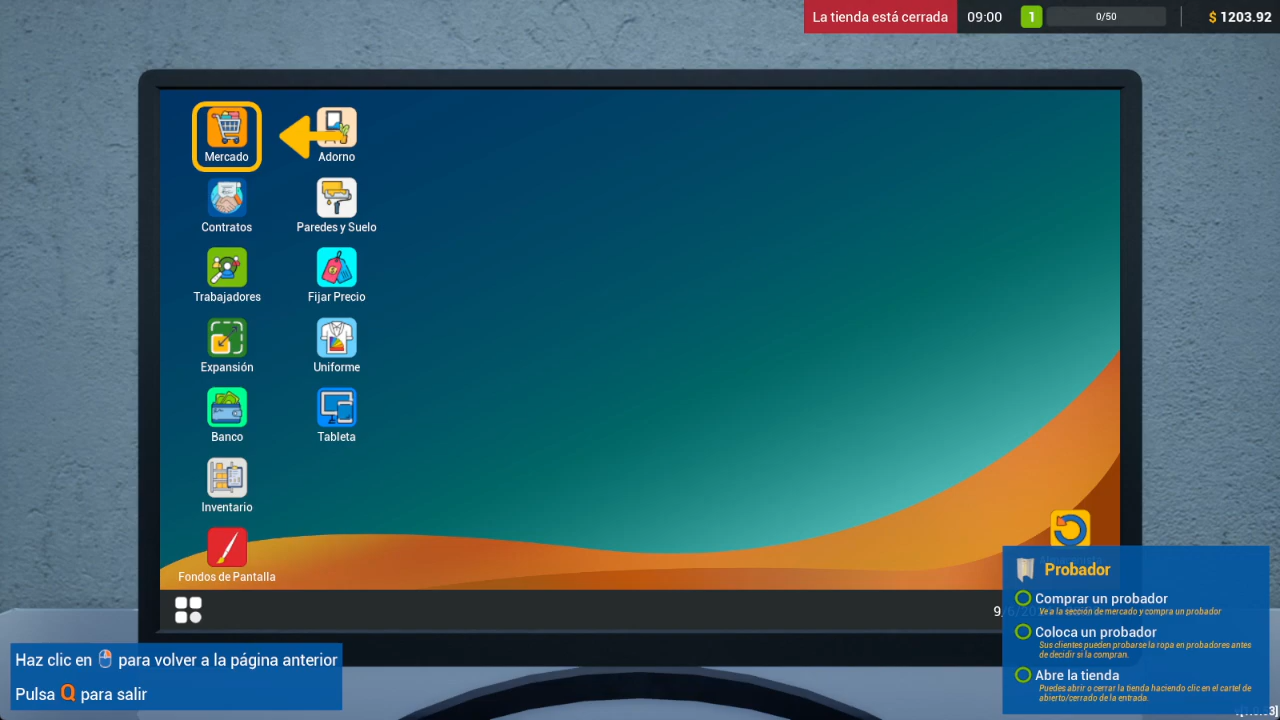 La tienda está cerrada
09:00
1
0/50
$ 1203.92
Mercado
Adorno
Contratos
Paredes y Suelo
Trabajadores
Fijar Precio
Expansión
Uniforme
Banco
Tableta
Inventario
Fondos de Pantalla
Probador
Comprar un probador
Ve a la sección de mercado y compra un probador
Coloca un probador
Sus clientes pueden probarse la ropa en probadores antes
de decidir si la compran.
Abre la tienda
Puedes abrir o cerrar la tienda haciendo clic en el cartel de
abierto/cerrado de la entrada.
Haz clic en para volver a la página anterior
Pulsa Q para salir